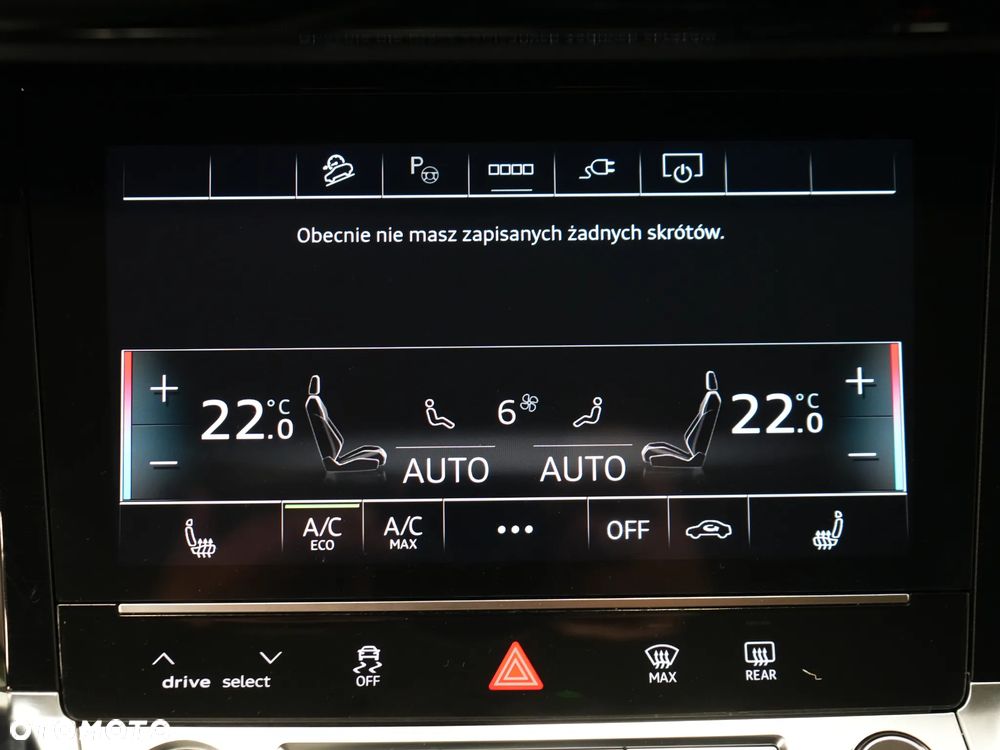 P
Obecnie nie masz zapisanych żadnych skrótów.
+ 22.0 °C 6 22.0 °C +
− AUTO AUTO −
A/C ECO A/C MAX ••• OFF
drive select OFF MAX REAR
OTOMOTO